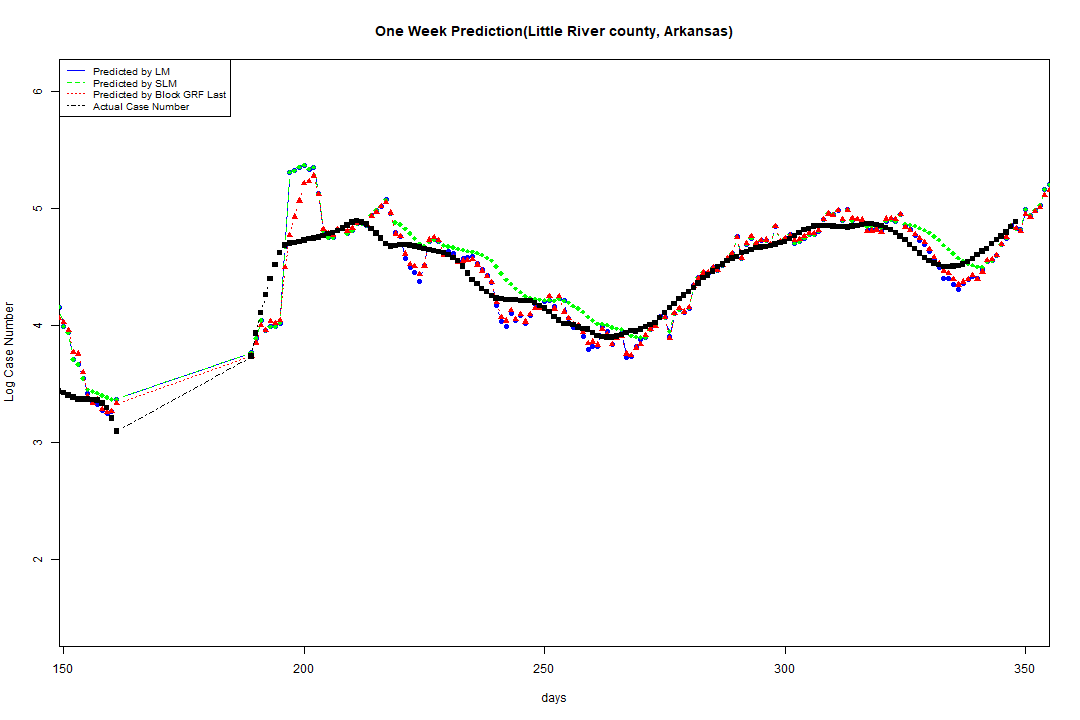 One Week Prediction(Little River county, Arkansas)
Predicted by LM
Predicted by SLM
Predicted by Block GRF Last
Actual Case Number
6
5
4
3
2
Log Case Number
150 200 250 300 350
days